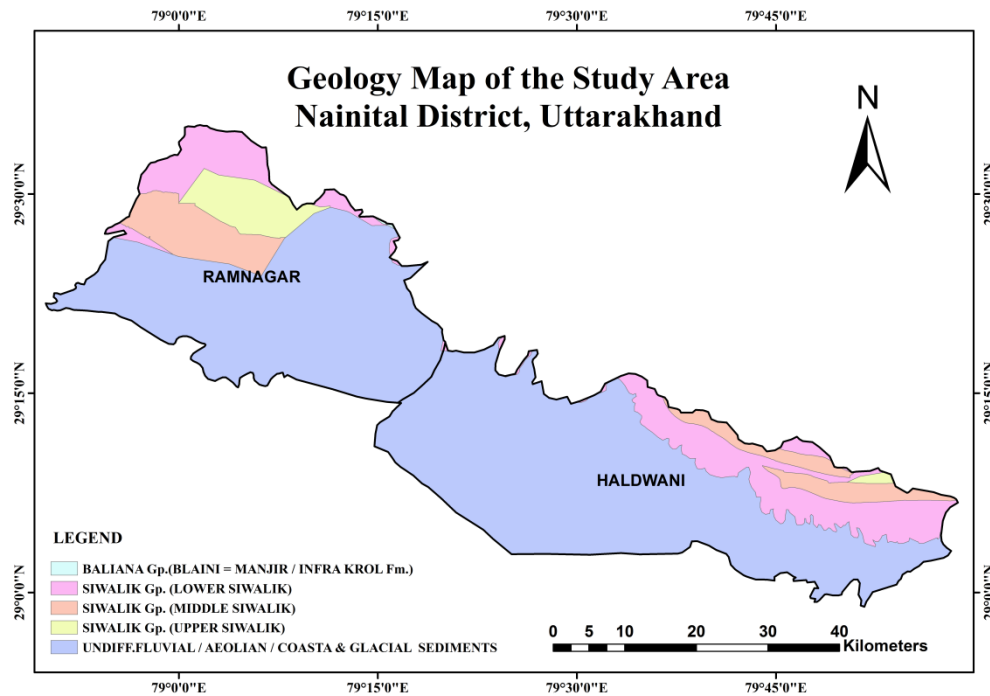 79°0'0"E 79°15'0"E 79°30'0"E 79°45'0"E
Geology Map of the Study Area
Nainital District, Uttarakhand
N
29°30'0"N
29°30'0"N
RAMNAGAR
29°15'0"N
29°15'0"N
HALDWANI
LEGEND
BALIANA Gp.(BLAINI = MANJIR / INFRA KROL Fm.)
SIWALIK Gp. (LOWER SIWALIK)
SIWALIK Gp. (MIDDLE SIWALIK)
SIWALIK Gp. (UPPER SIWALIK)
UNDIFF.FLUVIAL / AEOLIAN / COASTA & GLACIAL SEDIMENTS
29°0'0"N
29°0'0"N
0 5 10 20 30 40
Kilometers
79°0'0"E 79°15'0"E 79°30'0"E 79°45'0"E